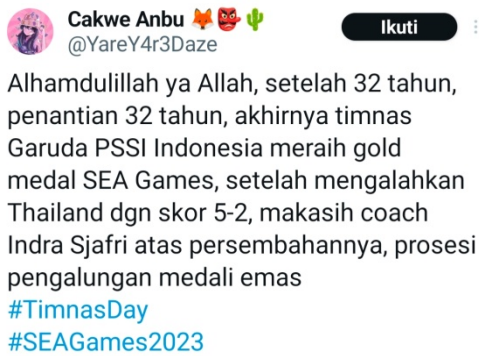 Cakwe Anbu 🦊👺🌵
@YareY4r3Daze
Ikuti
Alhamdulillah ya Allah, setelah 32 tahun,
penantian 32 tahun, akhirnya timnas
Garuda PSSI Indonesia meraih gold
medal SEA Games, setelah mengalahkan
Thailand dgn skor 5-2, makasih coach
Indra Sjafri atas persembahannya, prosesi
pengalungan medali emas
#TimnasDay
#SEAGames2023